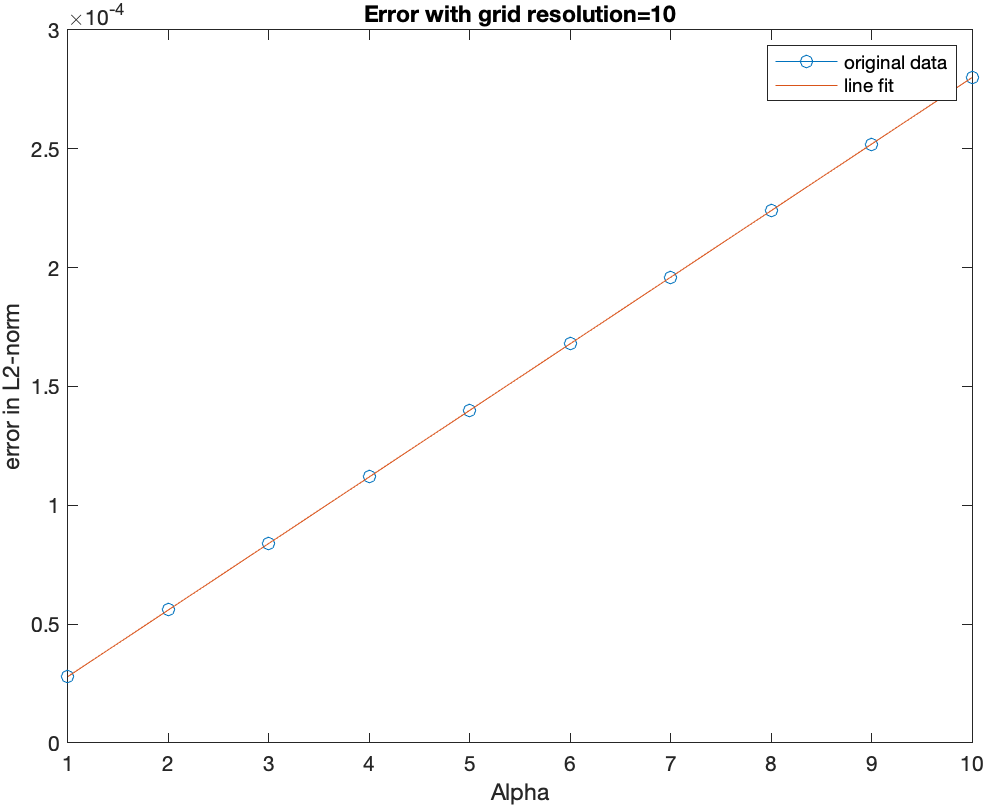 Error with grid resolution=10
×10⁻⁴
3
2.5
2
1.5
1
0.5
0
error in L2-norm
original data
line fit
1 2 3 4 5 6 7 8 9 10
Alpha